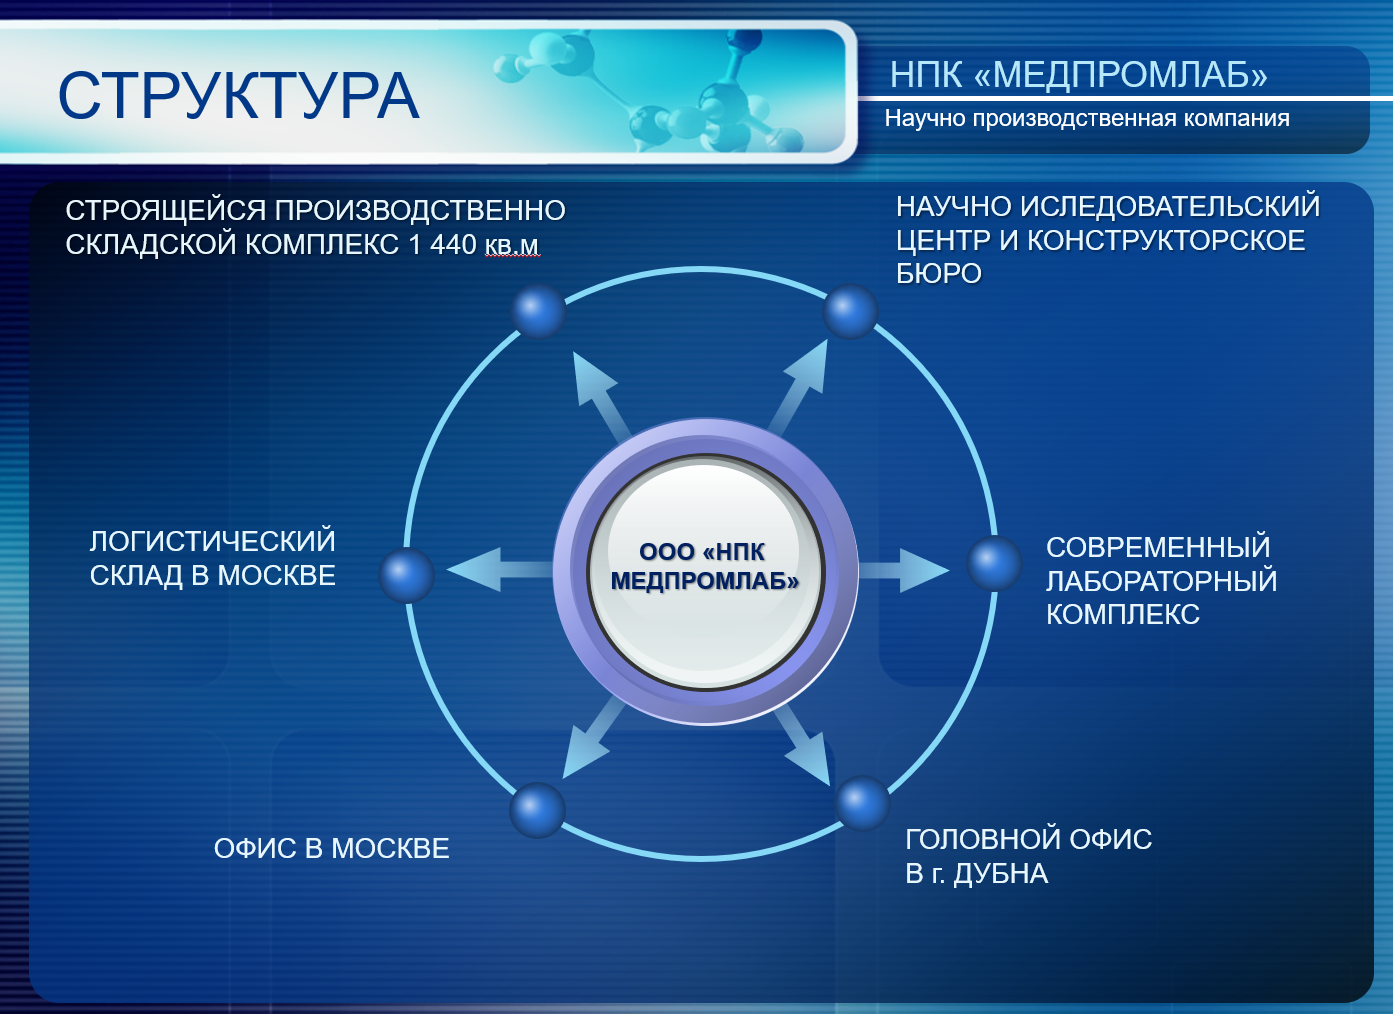 СТРУКТУРА
НПК «МЕДПРОМЛАБ»
Научно производственная компания
СТРОЯЩЕЙСЯ ПРОИЗВОДСТВЕННО
СКЛАДСКОЙ КОМПЛЕКС 1 440 кв.м
НАУЧНО ИСЛЕДОВАТЕЛЬСКИЙ
ЦЕНТР И КОНСТРУКТОРСКОЕ
БЮРО
ЛОГИСТИЧЕСКИЙ
СКЛАД В МОСКВЕ
ООО «НПК
МЕДПРОМЛАБ»
СОВРЕМЕННЫЙ
ЛАБОРАТОРНЫЙ
КОМПЛЕКС
ОФИС В МОСКВЕ
ГОЛОВНОЙ ОФИС
В г. ДУБНА